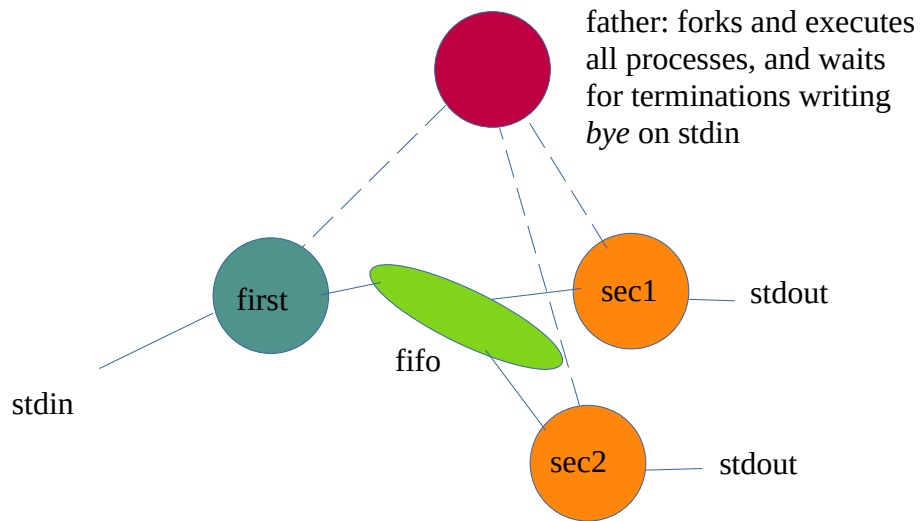 father: forks and executes
all processes, and waits
for terminations writing
bye on stdin
first
sec1
stdout
fifo
stdin
sec2
stdout